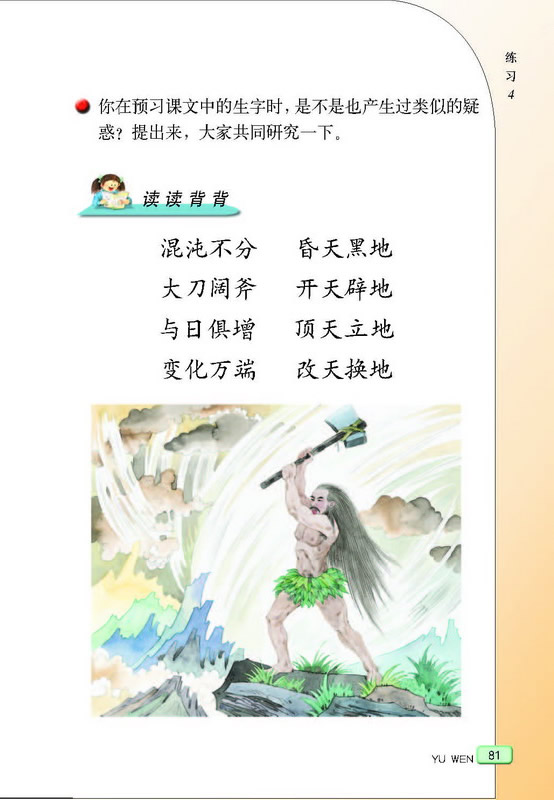 练习4
你在预习课文中的生字时，是不是也产生过类似的疑
惑？提出来，大家共同研究一下。
读读背背
混沌不分 昏天黑地
大刀阔斧 开天辟地
与日俱增 顶天立地
变化万端 改天换地
YU WEN 81